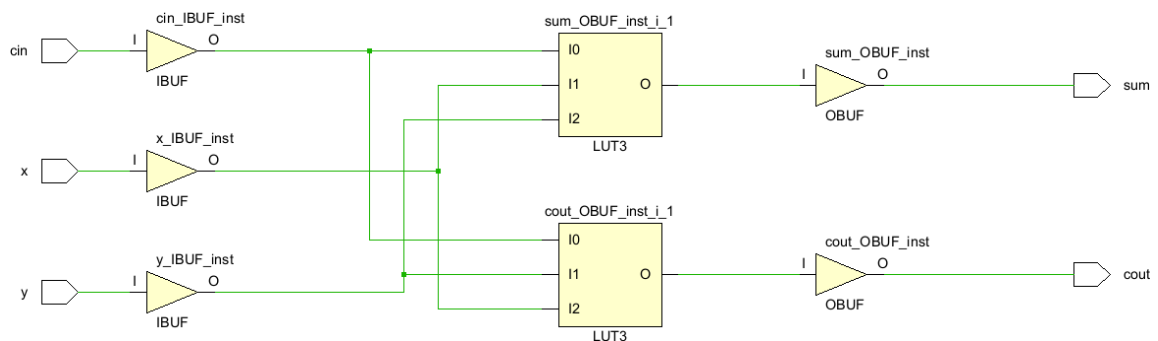 cin_IBUF_inst
sum_OBUF_inst_i_1
cin
I
O
I0
sum_OBUF_inst
IBUF
I1
O
I
O
sum
x_IBUF_inst
I2
OBUF
LUT3
x
I
O
IBUF
cout_OBUF_inst_i_1
I0
cout_OBUF_inst
y_IBUF_inst
I1
O
I
O
cout
y
I
O
I2
OBUF
IBUF
LUT3